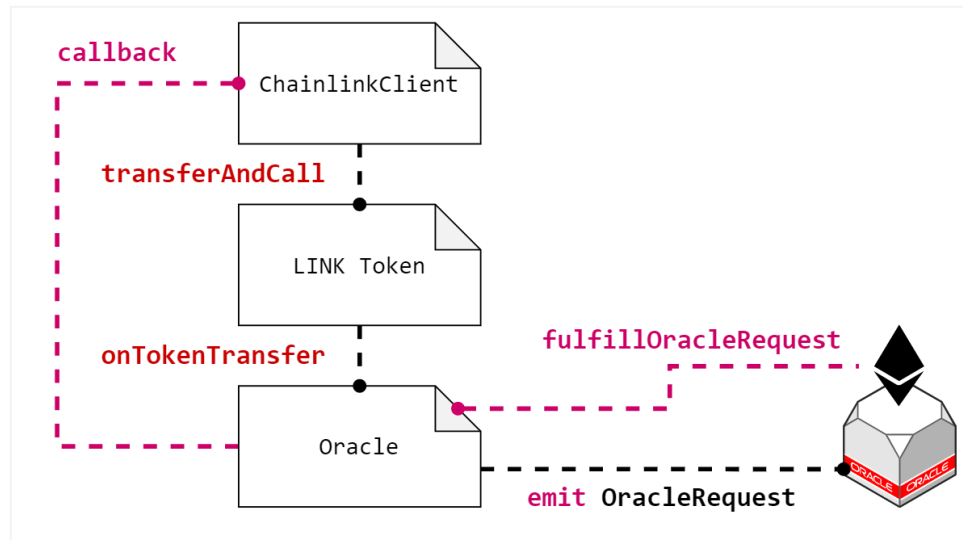 callback
ChainlinkClient
transferAndCall
LINK Token
onTokenTransfer
fulfillOracleRequest
Oracle
ORACLE ORACLE
emit OracleRequest